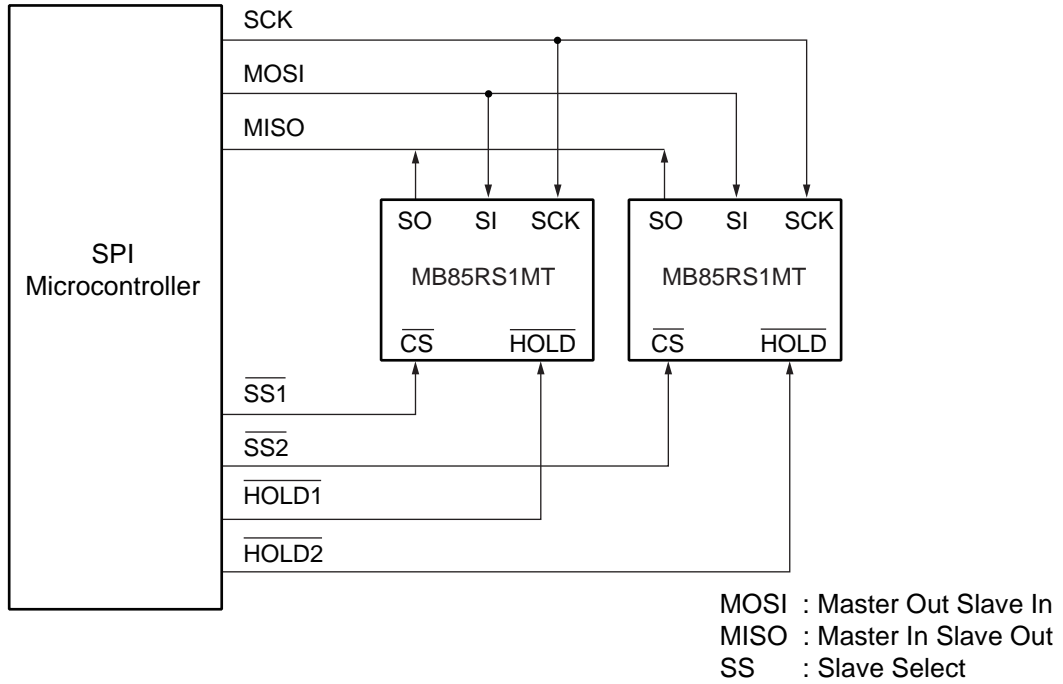 SCK
MOSI
MISO
SO SI SCK
MB85RS1MT
CS HOLD
SO SI SCK
MB85RS1MT
CS HOLD
SPI
Microcontroller
SS1
SS2
HOLD1
HOLD2
MOSI : Master Out Slave In
MISO : Master In Slave Out
SS : Slave Select